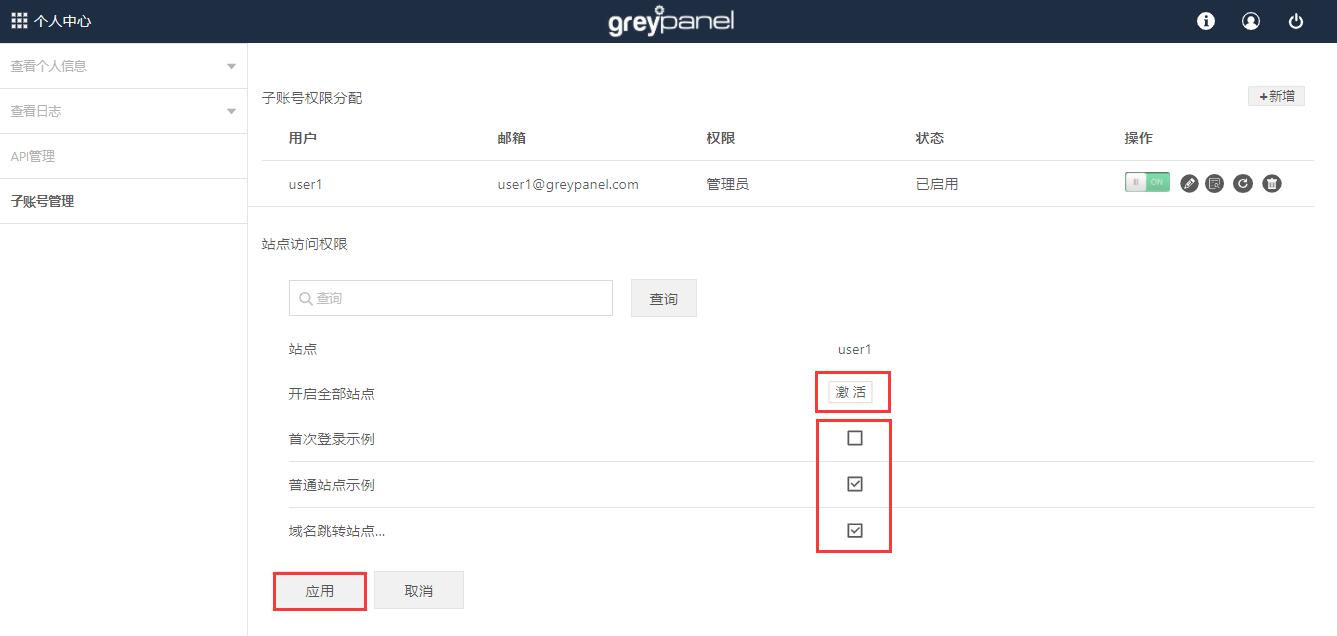 个人中心
greypanel
查看个人信息
查看日志
API管理
子账号管理
子账号权限分配
+新增
用户 邮箱 权限 状态 操作
user1 user1@greypanel.com 管理员 已启用 ON
站点访问权限
查询 查询
站点 user1
开启全部站点 激 活
首次登录示例
普通站点示例
域名跳转站点...
应用 取消